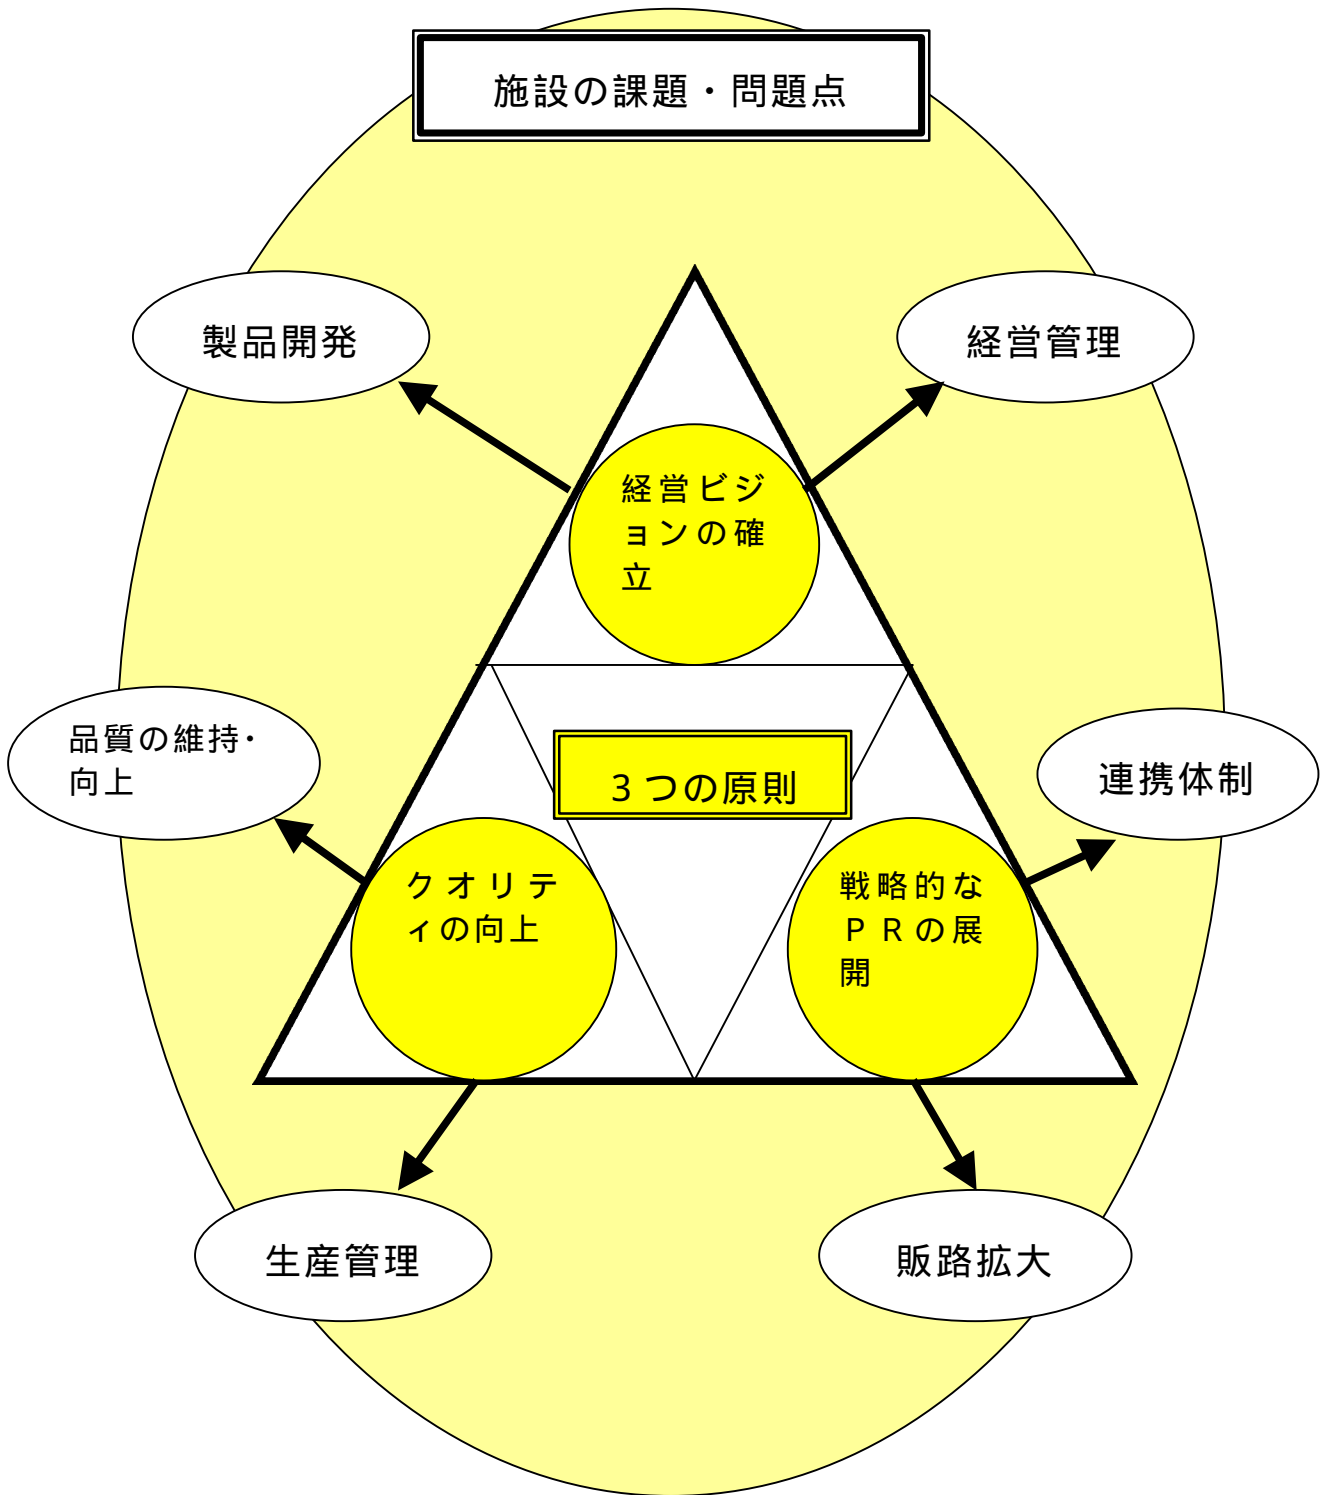 施設の課題・問題点
製品開発
経営管理
経営ビジ
ョンの確
立
品質の維持・
向上
３つの原則
連携体制
クオリテ
ィの向上
戦略的な
ＰＲの展
開
生産管理
販路拡大